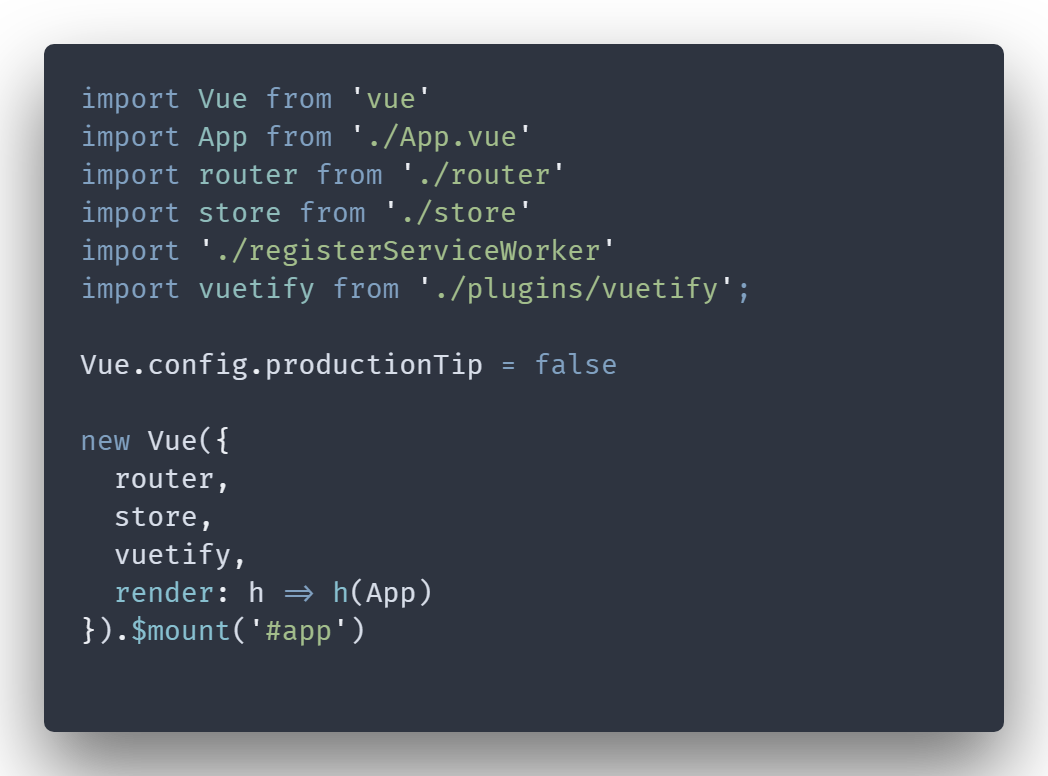 import Vue from 'vue'
import App from './App.vue'
import router from './router'
import store from './store'
import './registerServiceWorker'
import vuetify from './plugins/vuetify';
Vue.config.productionTip = false
new Vue({
  router,
  store,
  vuetify,
  render: h => h(App)
}).$mount('#app')